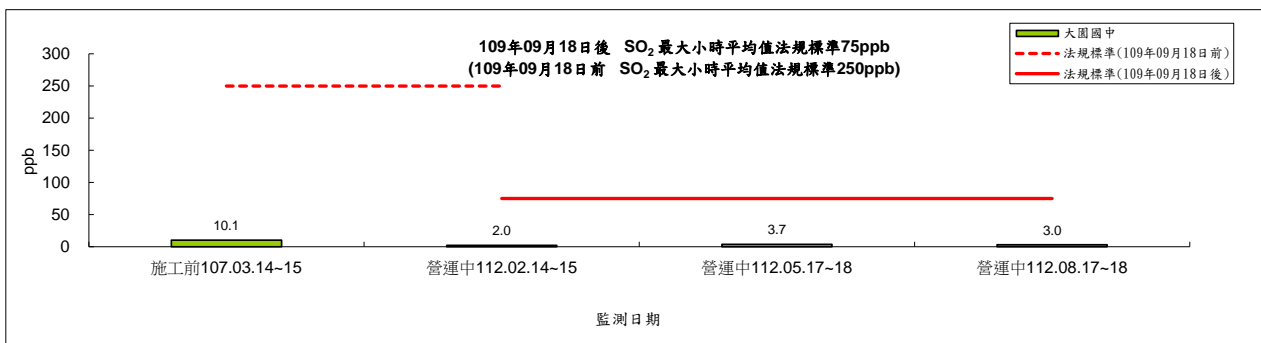 109年09月18日後 SO₂最大小時平均值法規標準75ppb
(109年09月18日前 SO₂最大小時平均值法規標準250ppb)
大園國中
法規標準(109年09月18日前)
法規標準(109年09月18日後)
300
250
200
150
100
50
0
ppb
10.1
2.0
3.7
3.0
施工前107.03.14~15
營運中112.02.14~15
營運中112.05.17~18
營運中112.08.17~18
監測日期